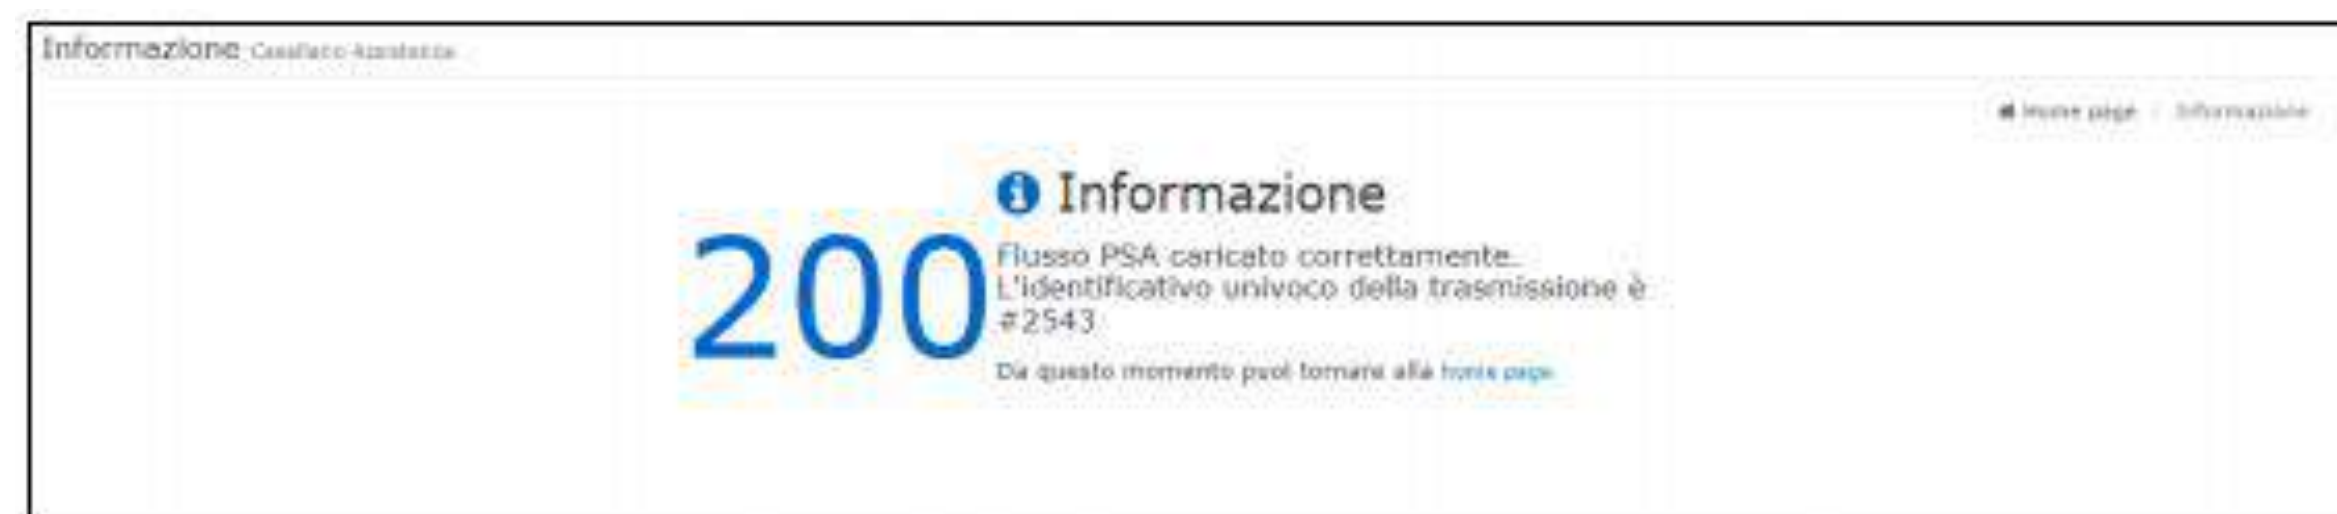 Informazione
Home page / Informazione
Informazione
200
Flusso PSA caricato correttamente.
L'identificativo univoco della trasmissione è
#2543
Da questo momento puoi tornare alla home page